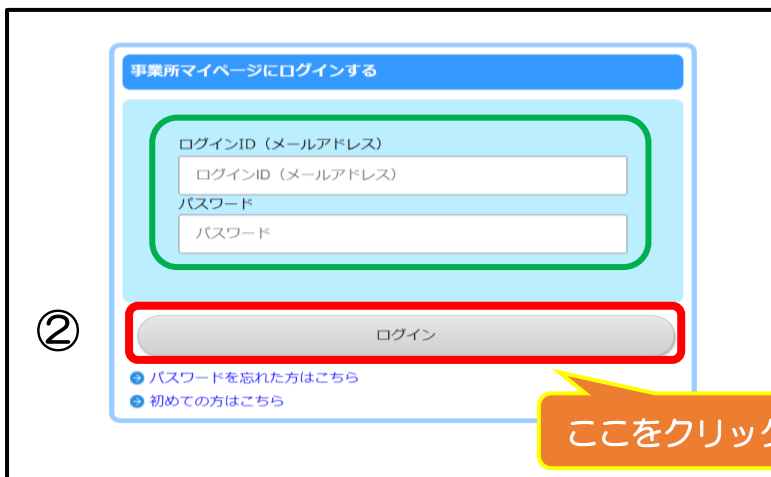 事業所マイページにログインする
ログインID（メールアドレス）
ログインID（メールアドレス）
パスワード
パスワード
②
ログイン
パスワードを忘れた方はこちら
初めての方はこちら
ここをクリック